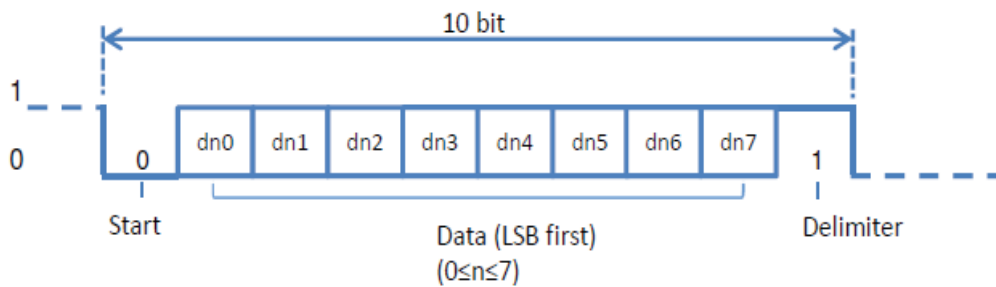 10 bit
1
0
0
dn0
dn1
dn2
dn3
dn4
dn5
dn6
dn7
1
Start
Data (LSB first)
(0≤n≤7)
Delimiter